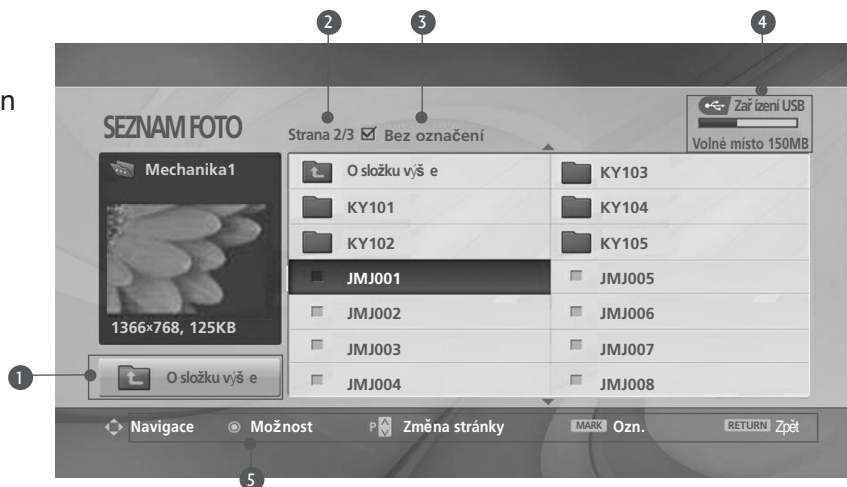 2 3 4
n
Zař ízení USB
SEZNAM FOTO
Strana 2/3 Bez označení
Volné místo 150MB
Mechanika1
O složku výš e
KY103
KY101
KY104
KY102
KY105
JMJ001
JMJ005
JMJ002
JMJ006
1366×768, 125KB
JMJ003
JMJ007
1
O složku výš e
JMJ004
JMJ008
Navigace Možnost P Změna stránky MARK Ozn. RETURN Zpět
5